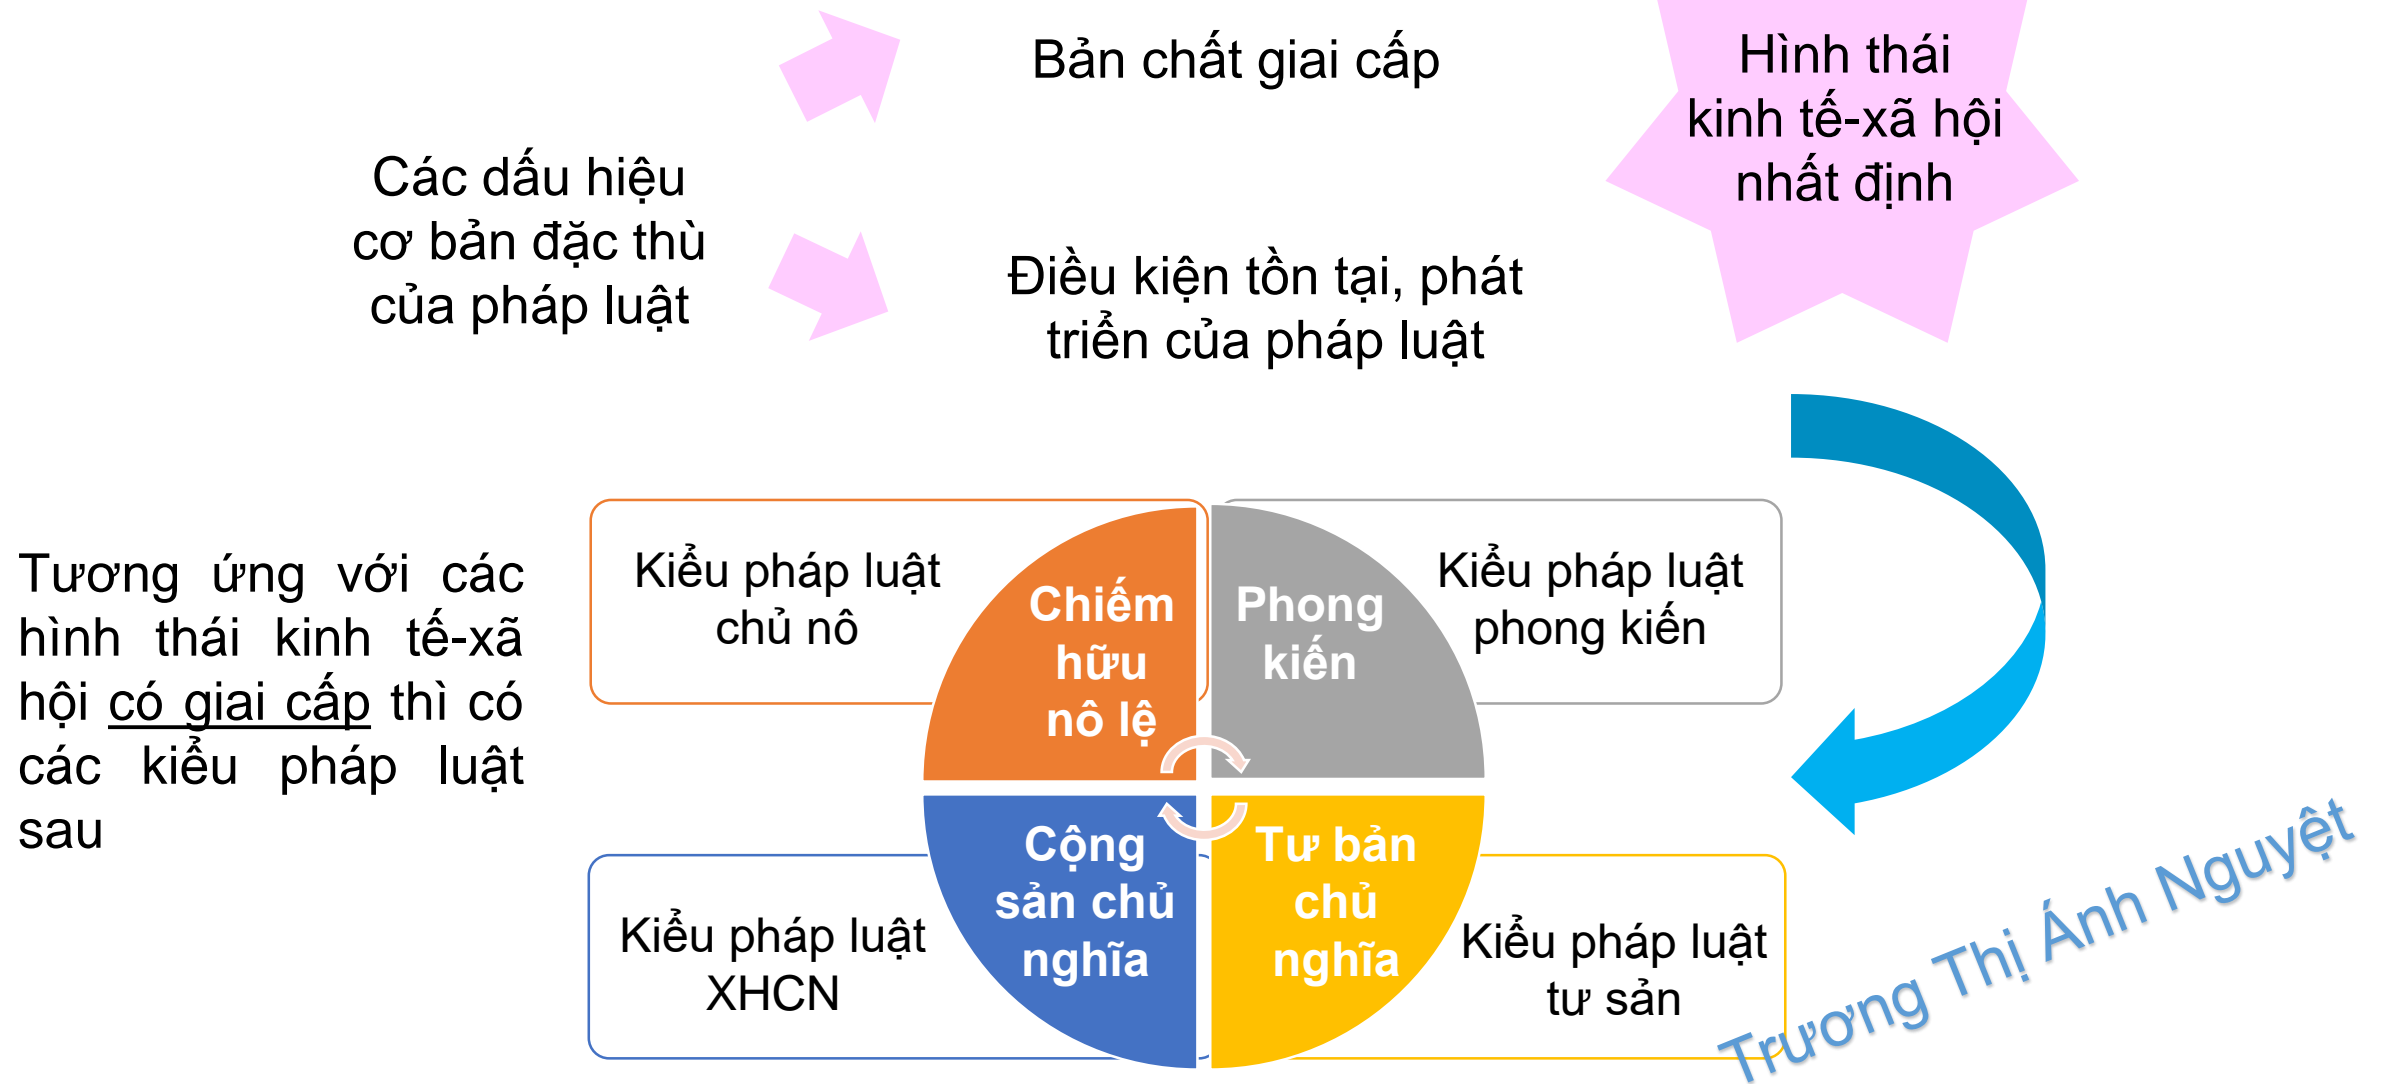 Bản chất giai cấp
Hình thái
kinh tế-xã hội
nhất định
Các dấu hiệu
cơ bản đặc thù
của pháp luật
Điều kiện tồn tại, phát
triển của pháp luật
Tương ứng với các
hình thái kinh tế-xã
hội có giai cấp thì có
các kiểu pháp luật
sau
Kiểu pháp luật
chủ nô
Chiếm
hữu
nô lệ
Phong
kiến
Kiểu pháp luật
phong kiến
Kiểu pháp luật
XHCN
Cộng
sản chủ
nghĩa
Tư bản
chủ
nghĩa
Kiểu pháp luật
tư sản
Trương Thị Ánh Nguyệt